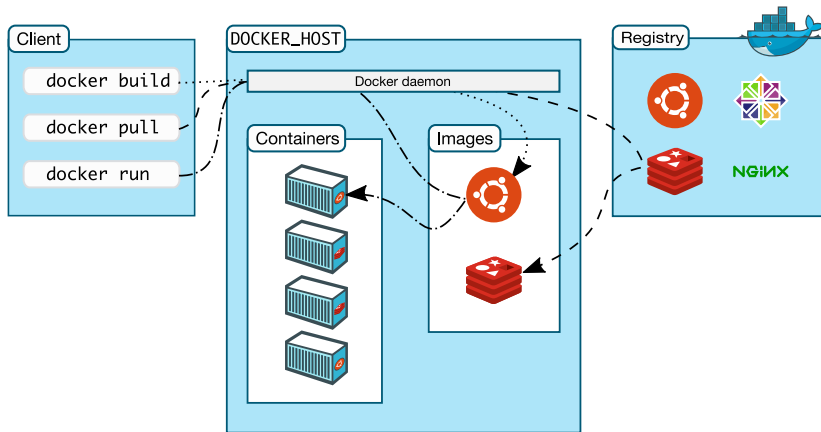 Client
docker build
docker pull
docker run
DOCKER_HOST
Docker daemon
Containers
Images
Registry
NGiNX